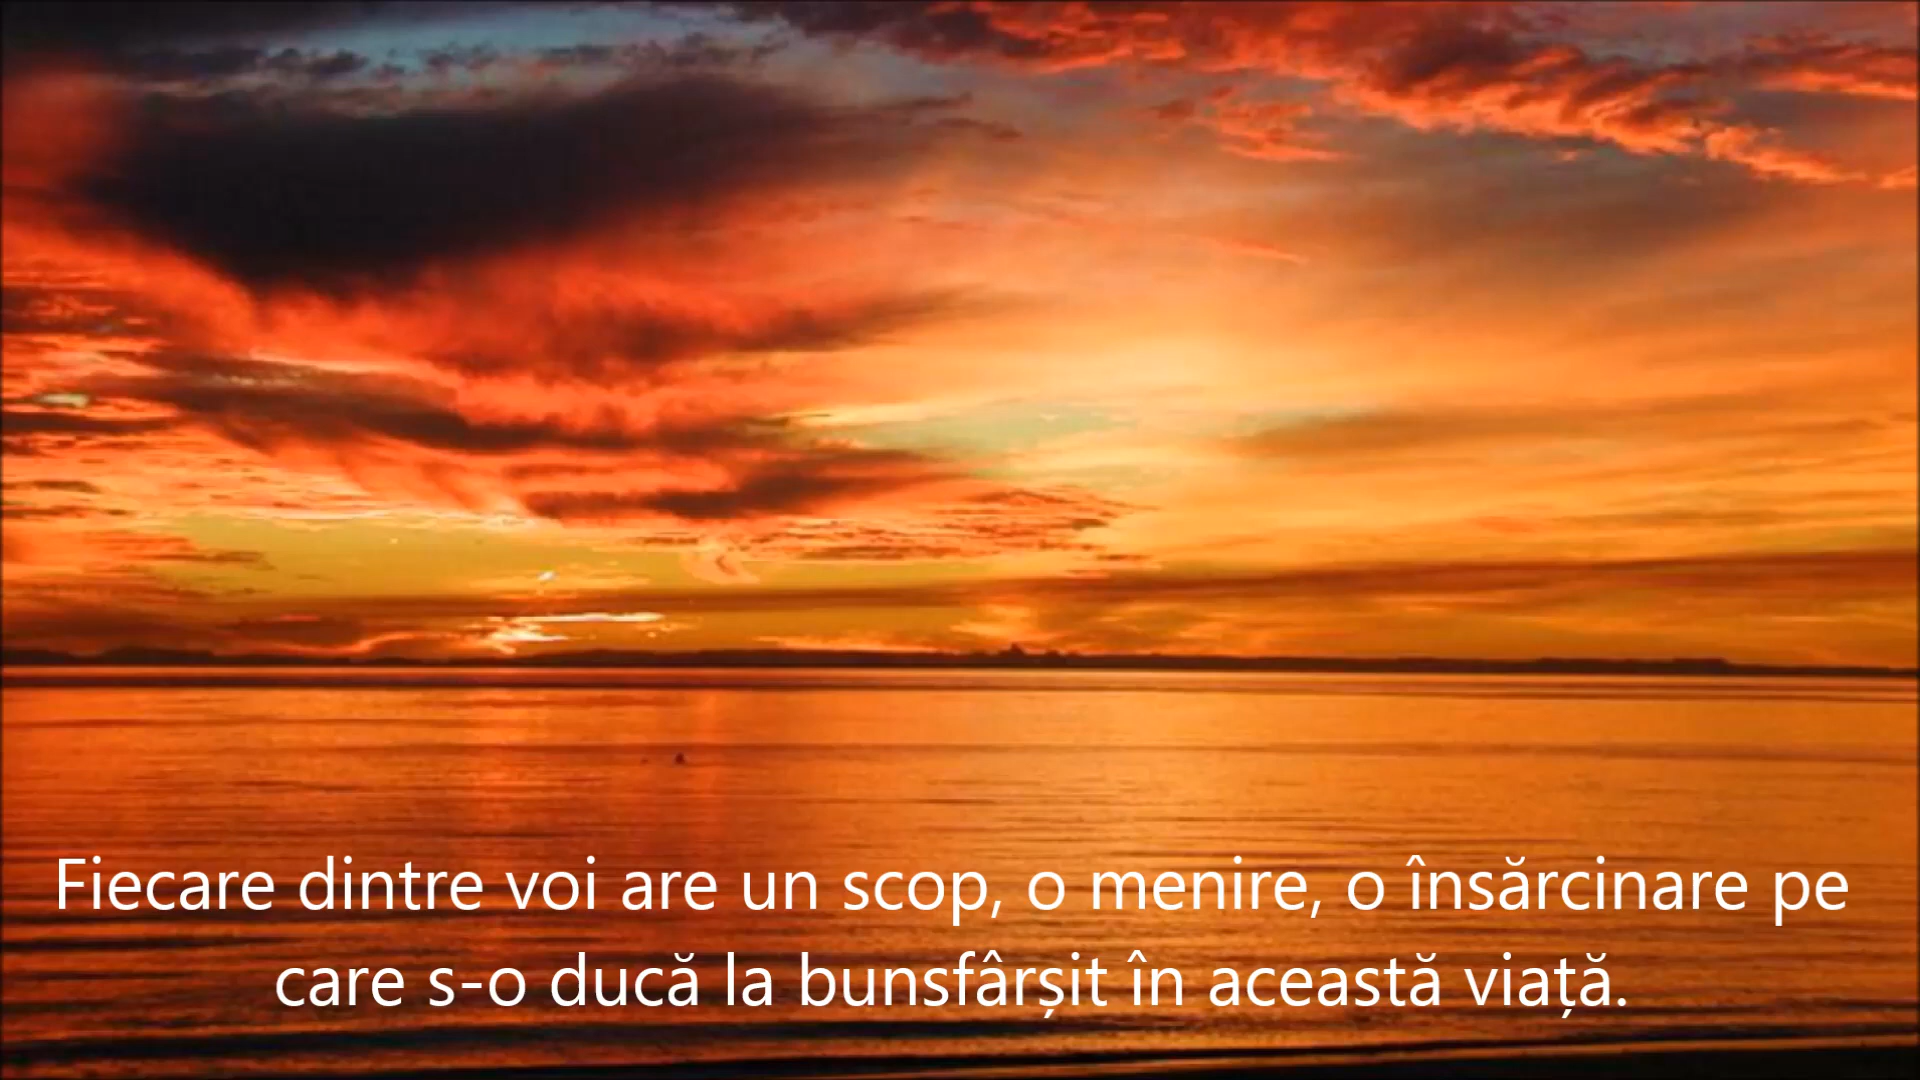 Fiecare dintre voi are un scop, o menire, o însărcinare pe
care s-o ducă la bunsfârșit în această viață.